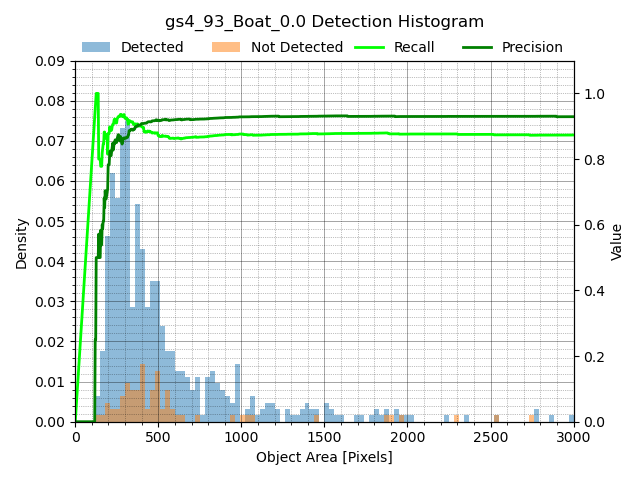 gs4_93_Boat_0.0 Detection Histogram
Detected Not Detected Recall Precision
0.09
0.08
0.07
0.06
0.05
0.04
0.03
0.02
0.01
0.00
Density
1.0
0.8
0.6
0.4
0.2
0.0
Value
0 500 1000 1500 2000 2500 3000
Object Area [Pixels]